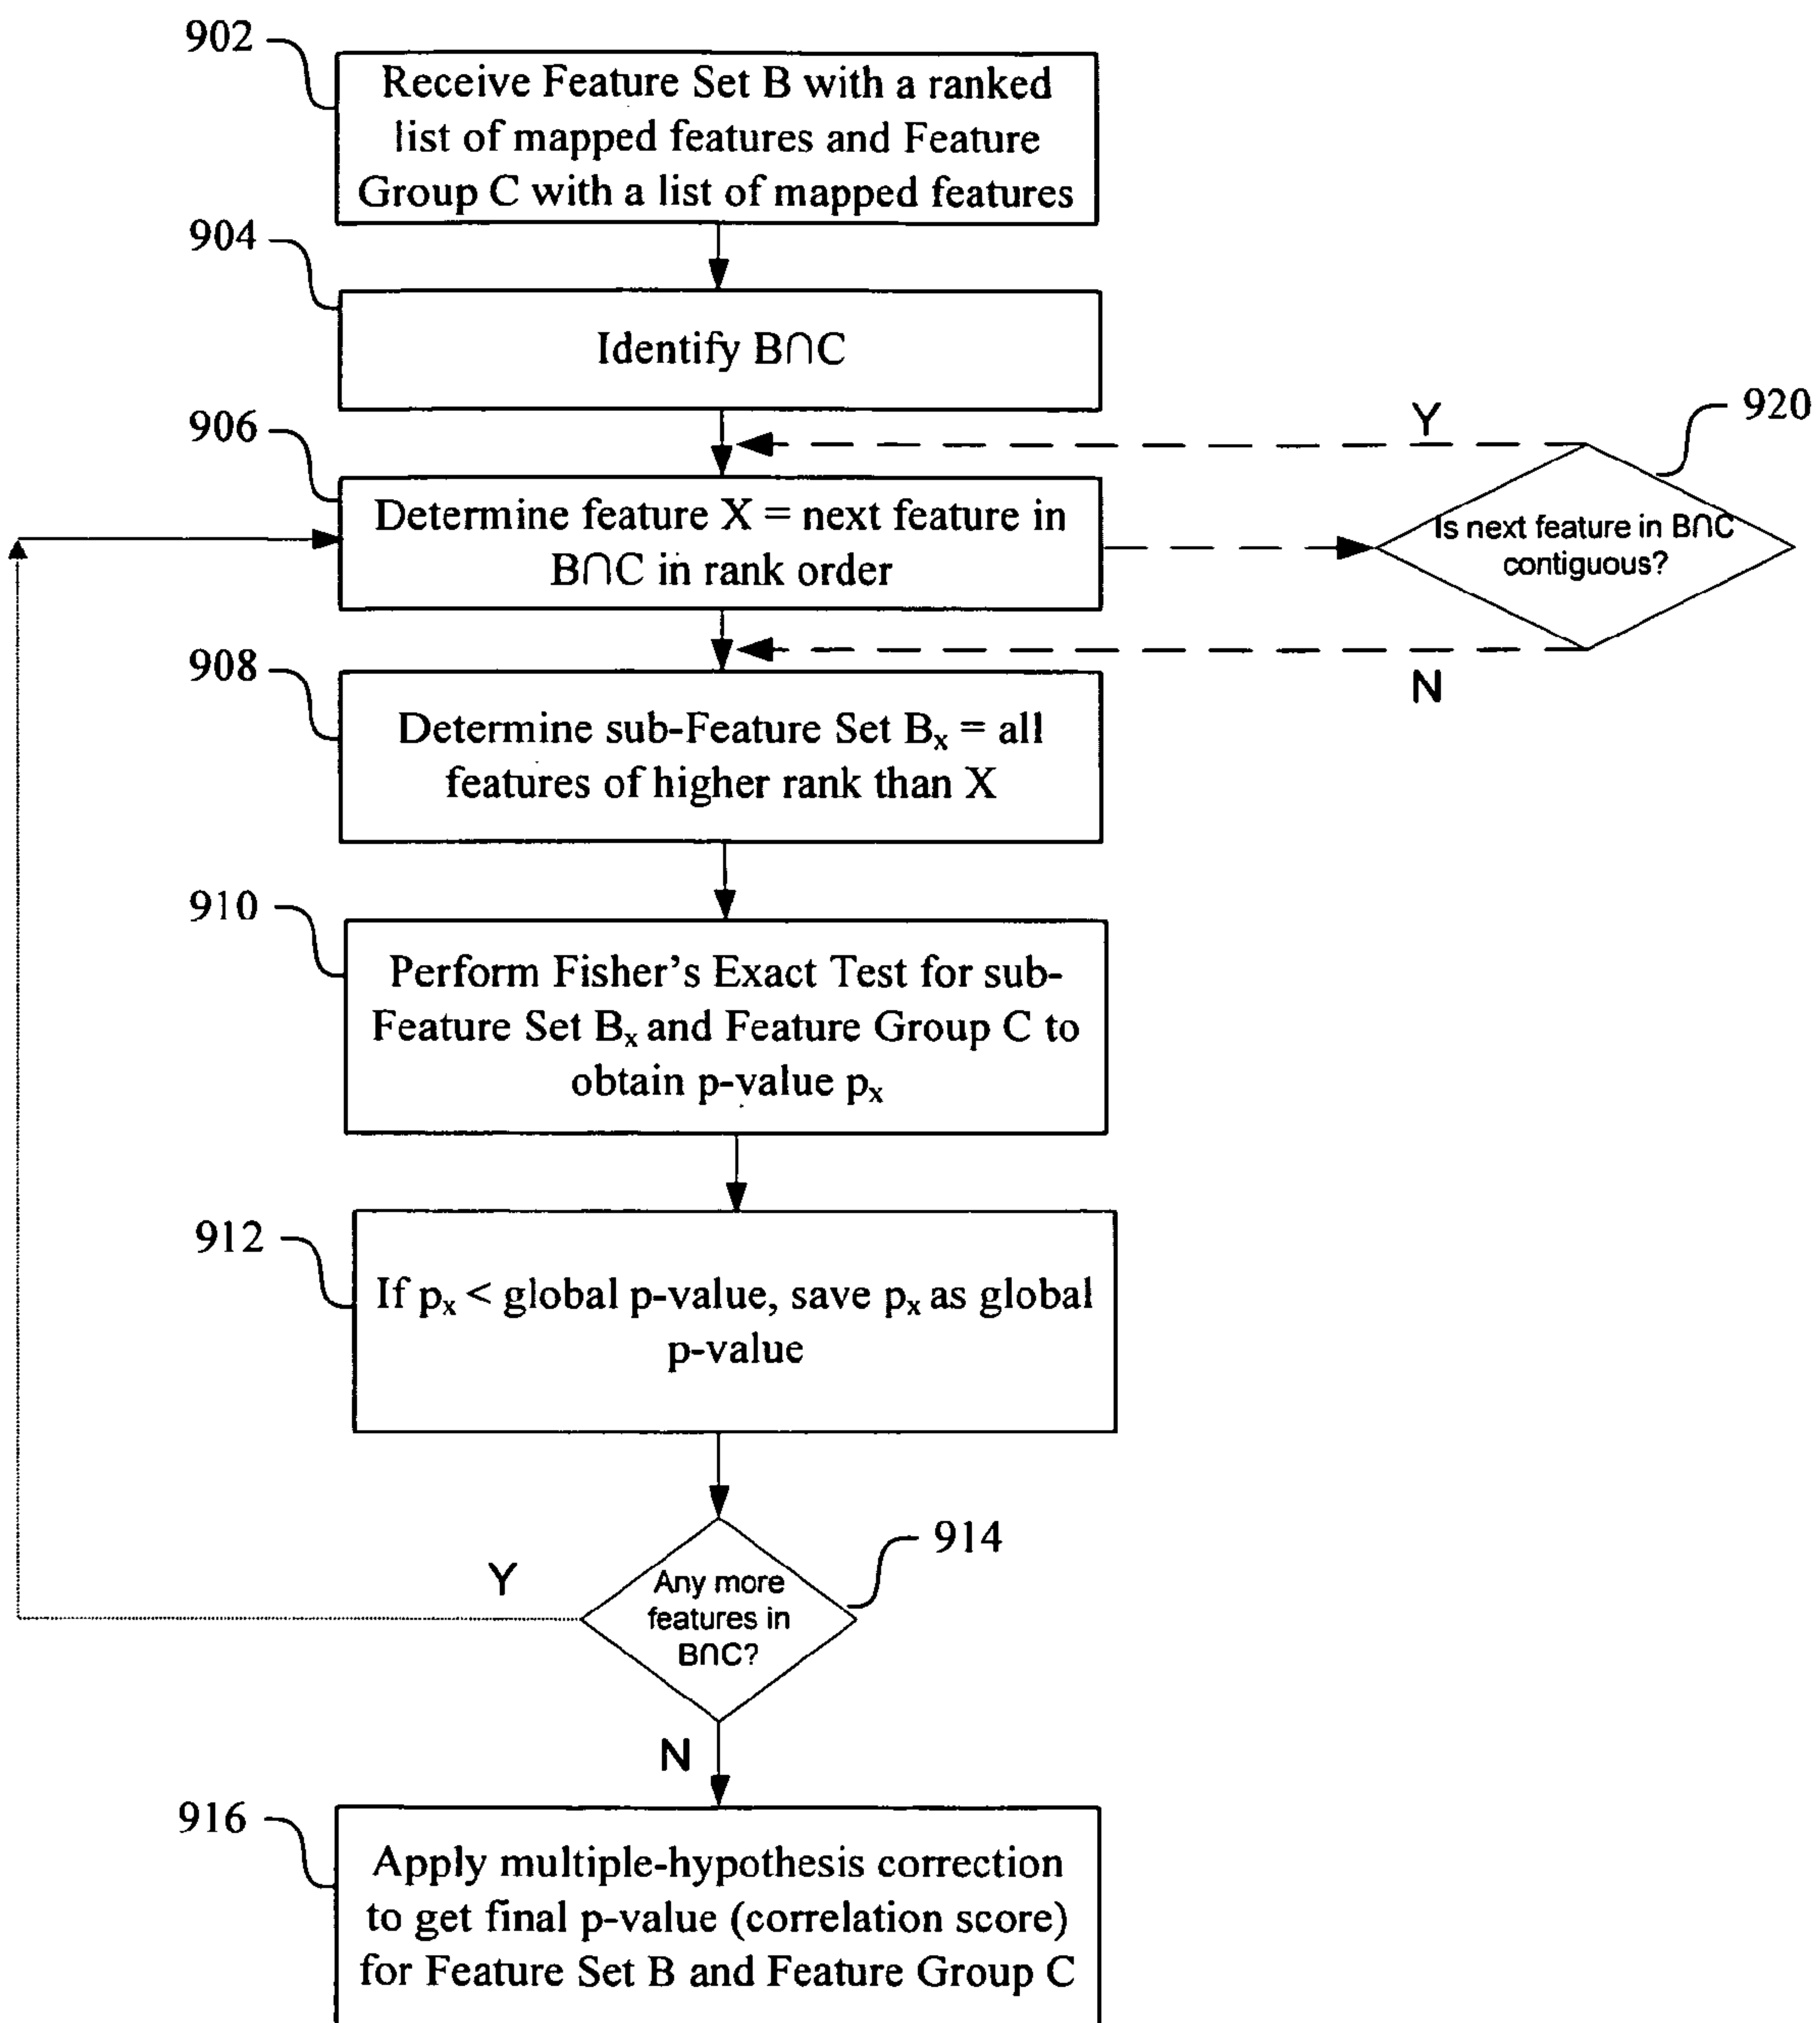 902
Receive Feature Set B with a ranked
list of mapped features and Feature
Group C with a list of mapped features
904
Identify B∩C
906
Determine feature X = next feature in
B∩C in rank order
Y
920
Is next feature in B∩C
contiguous?
N
908
Determine sub-Feature Set Bx = all
features of higher rank than X
910
Perform Fisher's Exact Test for sub-
Feature Set Bx and Feature Group C to
obtain p-value px
912
If px < global p-value, save px as global
p-value
914
Any more
features in
B∩C?
Y
N
916
Apply multiple-hypothesis correction
to get final p-value (correlation score)
for Feature Set B and Feature Group C